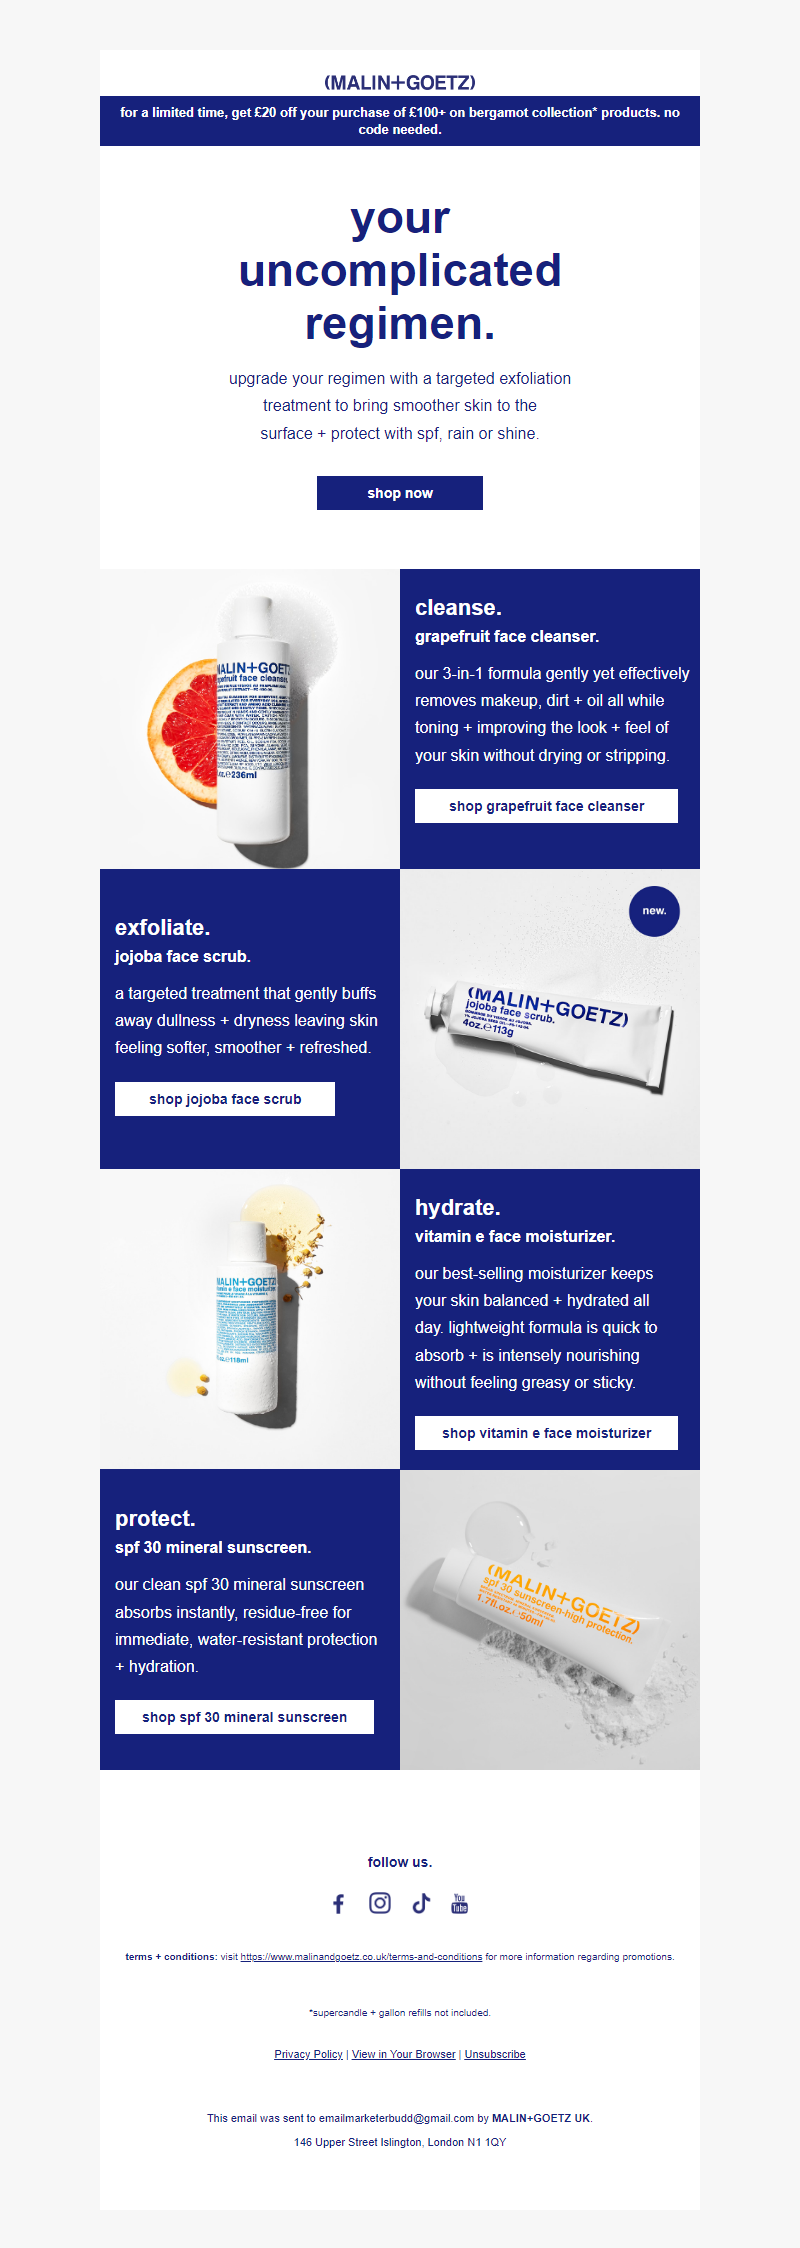 (MALIN+GOETZ)
for a limited time, get £20 off your purchase of £100+ on bergamot collection* products. no
code needed.
your
uncomplicated
regimen.
upgrade your regimen with a targeted exfoliation
treatment to bring smoother skin to the
surface + protect with spf, rain or shine.
shop now
MALIN+GOETZ
grapefruit face cleanser.
236ml
cleanse.
grapefruit face cleanser.
our 3-in-1 formula gently yet effectively
removes makeup, dirt + oil all while
toning + improving the look + feel of
your skin without drying or stripping.
shop grapefruit face cleanser
exfoliate.
jojoba face scrub.
a targeted treatment that gently buffs
away dullness + dryness leaving skin
feeling softer, smoother + refreshed.
shop jojoba face scrub
new.
(MALIN+GOETZ)
jojoba face scrub.
4oz.℮113g
MALIN+GOETZ)
vitamin e face moisturizer.
118ml
hydrate.
vitamin e face moisturizer.
our best-selling moisturizer keeps
your skin balanced + hydrated all
day. lightweight formula is quick to
absorb + is intensely nourishing
without feeling greasy or sticky.
shop vitamin e face moisturizer
protect.
spf 30 mineral sunscreen.
our clean spf 30 mineral sunscreen
absorbs instantly, residue-free for
immediate, water-resistant protection
+ hydration.
shop spf 30 mineral sunscreen
(MALIN+GOETZ)
spf 30 sunscreen-high protection.
1.7fl.oz. 50ml
follow us.
You
Tube
terms + conditions: visit https://www.malinandgoetz.co.uk/terms-and-conditions for more information regarding promotions.
*supercandle + gallon refills not included.
Privacy Policy | View in Your Browser | Unsubscribe
This email was sent to emailmarketerbudd@gmail.com by MALIN+GOETZ UK.
146 Upper Street Islington, London N1 1QY